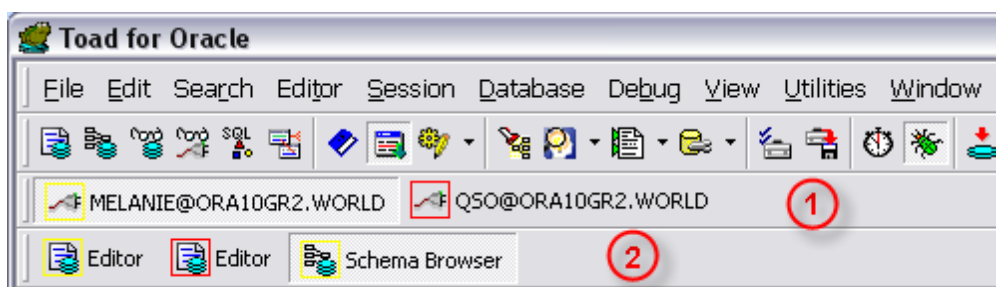 Toad for Oracle
File Edit Search Editor Session Database Debug View Utilities Window
SQL
MELANIE@ORA10GR2.WORLD QSO@ORA10GR2.WORLD 1
Editor Editor Schema Browser 2